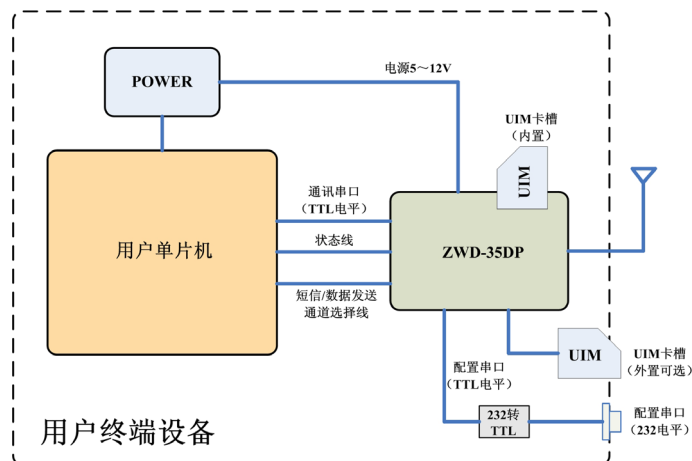 POWER
电源5～12V
UIM卡槽
（内置）
UIM
通讯串口
（TTL电平）
用户单片机
状态线
ZWD-35DP
短信/数据发送
通道选择线
UIM
UIM卡槽
（外置可选）
配置串口
（TTL电平）
232转
TTL
配置串口
（232电平）
用户终端设备